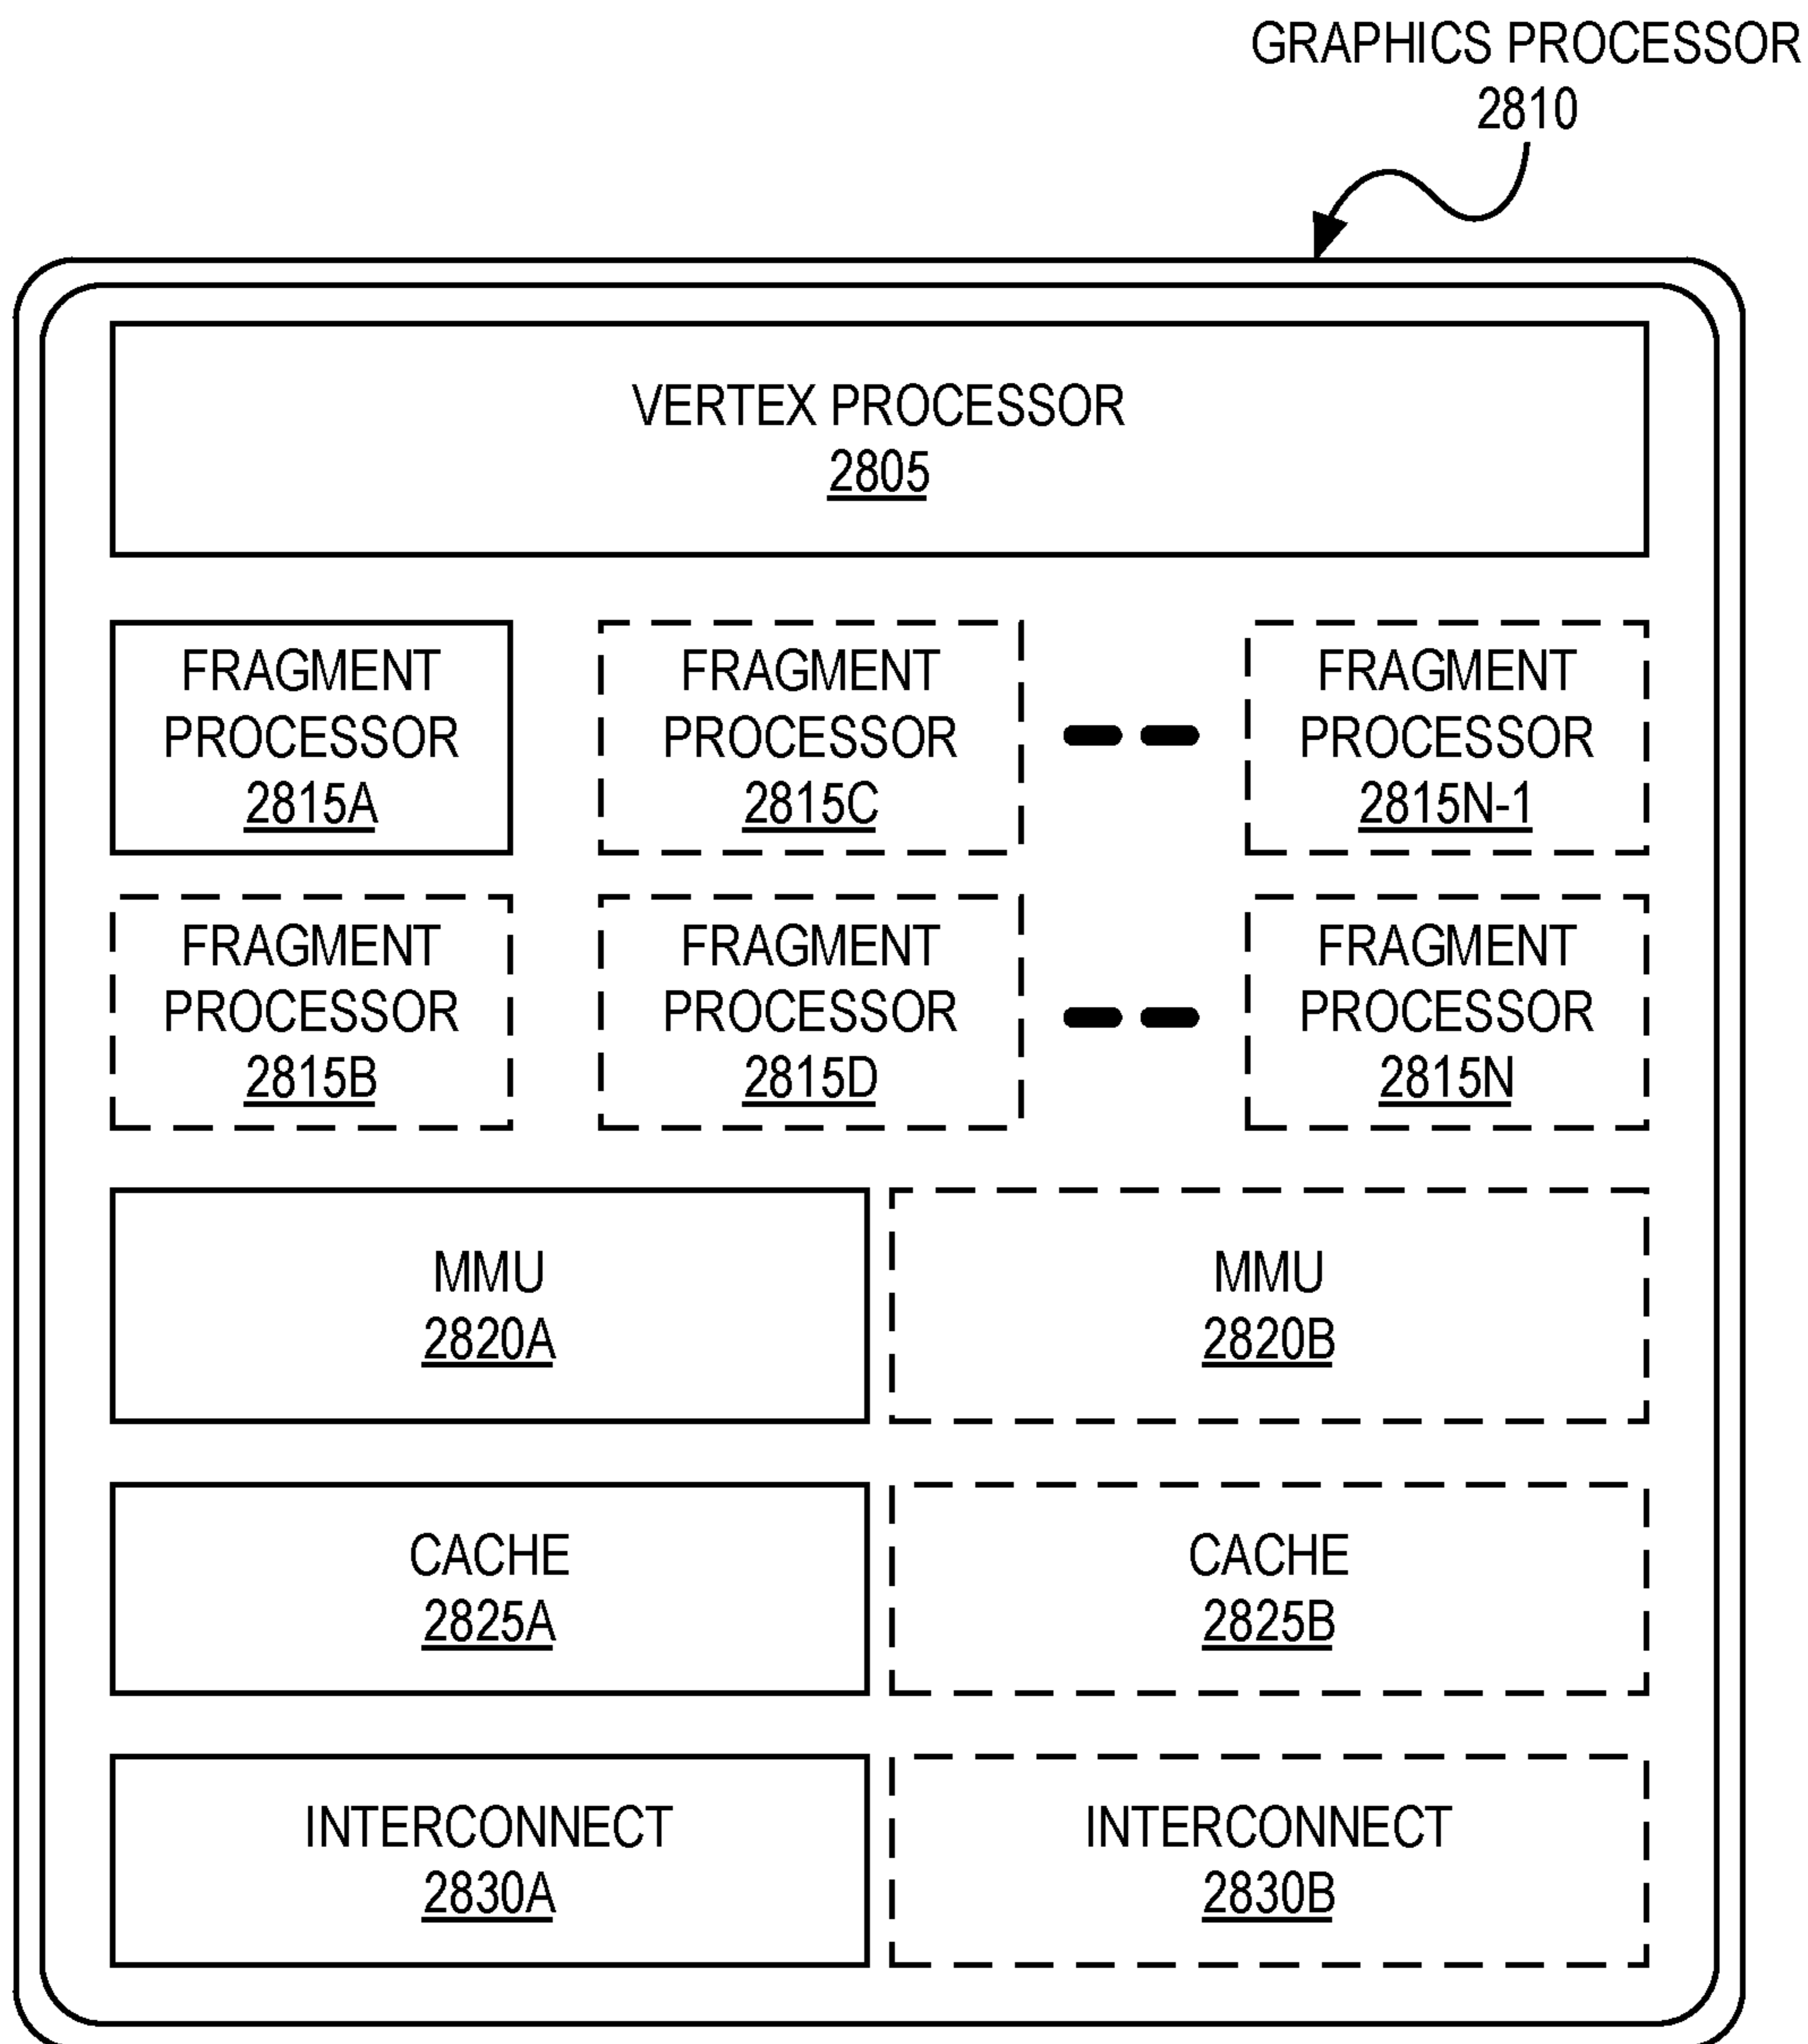 GRAPHICS PROCESSOR
2810
VERTEX PROCESSOR
2805
FRAGMENT
PROCESSOR
2815A
FRAGMENT
PROCESSOR
2815C
FRAGMENT
PROCESSOR
2815N-1
FRAGMENT
PROCESSOR
2815B
FRAGMENT
PROCESSOR
2815D
FRAGMENT
PROCESSOR
2815N
MMU
2820A
MMU
2820B
CACHE
2825A
CACHE
2825B
INTERCONNECT
2830A
INTERCONNECT
2830B